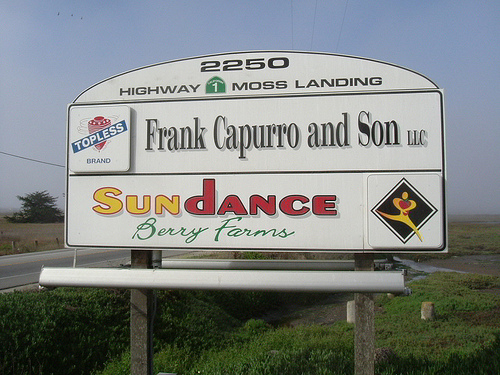 2250
HIGHWAY 1 MOSS LANDING
TOPLESS
BRAND
Frank Capurro and Son LLC
SUNDANCE
Berry Farms